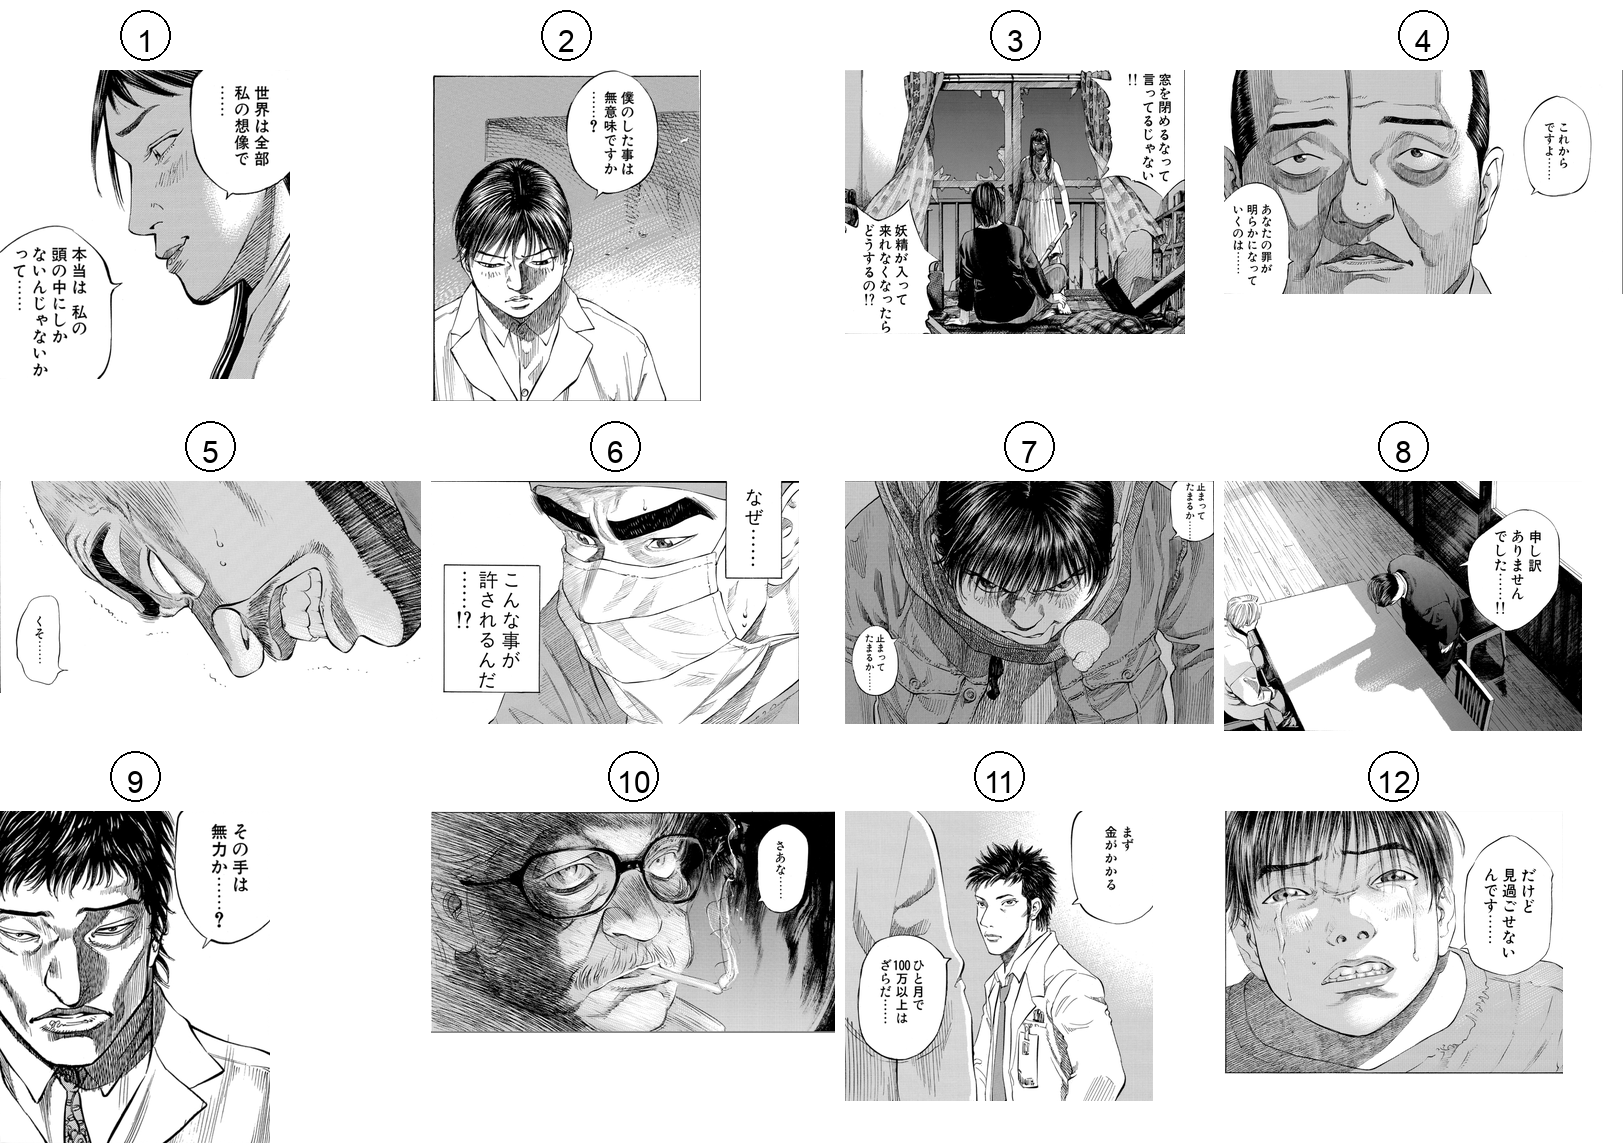 1
世界は全部
私の想像で
……
本当は 私の
頭の中にしか
ないんじゃないか
って……
2
僕のした事は
無意味ですか
……?
3
窓を閉めるなって
言ってるじゃない
!!
妖精が入って
来れなくなったら
どうするの!?
4
これから
ですよ……
あなたの罪が
明らかになって
いくのは……
5
くそ……
6
なぜ……
こんな事が
許されるんだ
……!?
7
止まって
たまるか……
止まって
たまるか……
8
申し訳
ありません
でした……!!
9
その手は
無力か……?
10
さあな……
11
まず
金がかかる
ひと月で
100万以上は
ざらだ……
12
だけど
見過ごせない
んです……